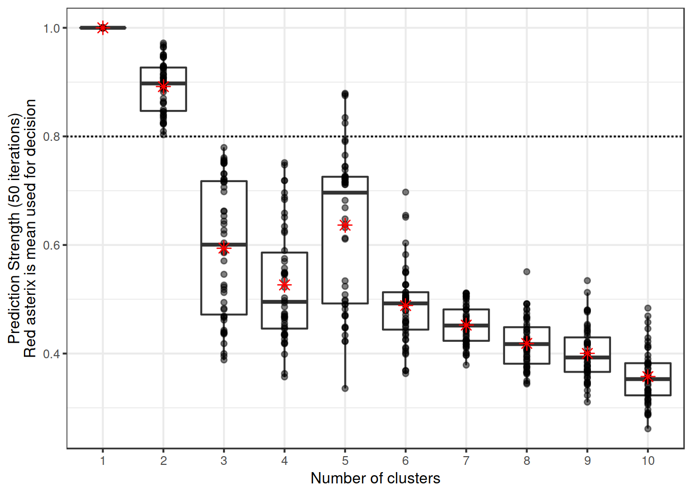 Prediction Strength (50 iterations)
Red asterix is mean used for decision
1.0
0.8
0.6
0.4
1 2 3 4 5 6 7 8 9 10
Number of clusters